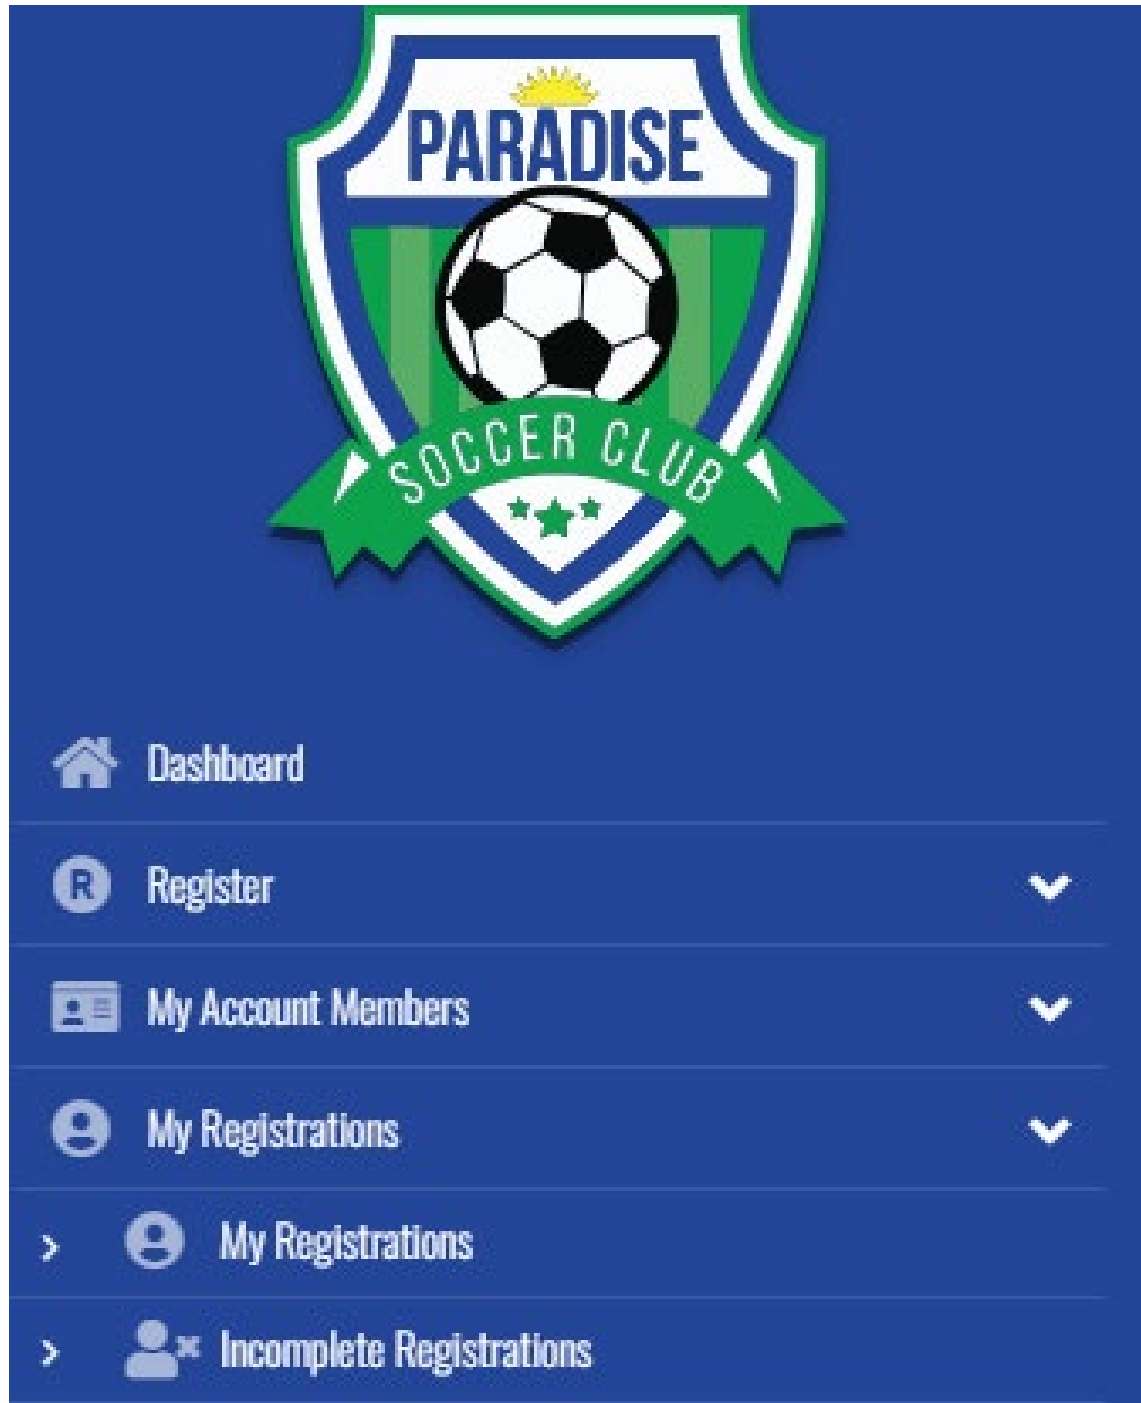 PARADISE
SOCCER CLUB
Dashboard
R Register
My Account Members
My Registrations
My Registrations
Incomplete Registrations